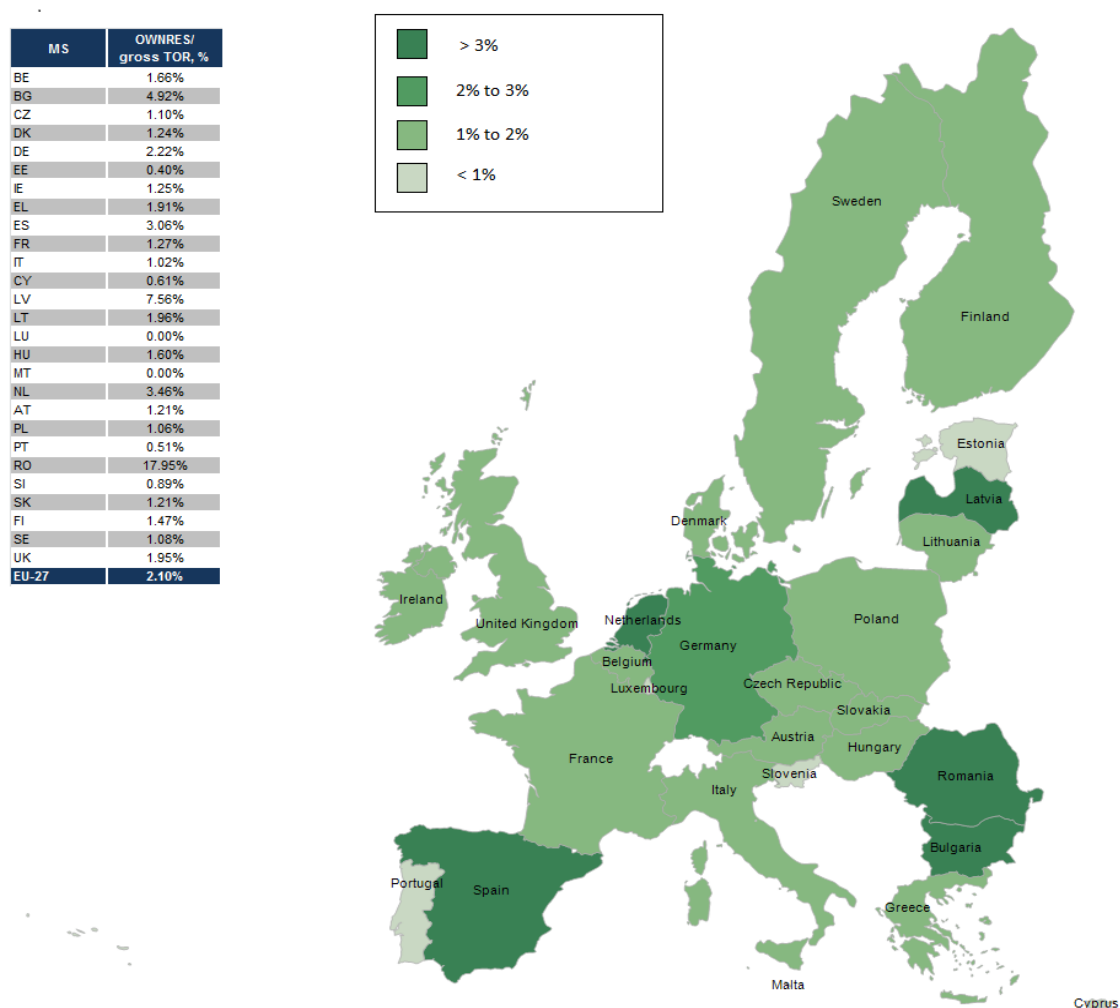 MS OWNRES/ gross TOR, %
BE 1.66%
BG 4.92%
CZ 1.10%
DK 1.24%
DE 2.22%
EE 0.40%
IE 1.25%
EL 1.91%
ES 3.06%
FR 1.27%
IT 1.02%
CY 0.61%
LV 7.56%
LT 1.96%
LU 0.00%
HU 1.60%
MT 0.00%
NL 3.46%
AT 1.21%
PL 1.06%
PT 0.51%
RO 17.95%
SI 0.89%
SK 1.21%
FI 1.47%
SE 1.08%
UK 1.95%
EU-27 2.10%
> 3%
2% to 3%
1% to 2%
< 1%
Sweden
Finland
Estonia
Latvia
Denmark
Lithuania
Ireland
United Kingdom
Netherlands
Poland
Germany
Belgium
Czech Republic
Luxembourg
Slovakia
Austria
Hungary
France
Slovenia
Romania
Italy
Bulgaria
Portugal
Spain
Greece
Malta
Cyprus